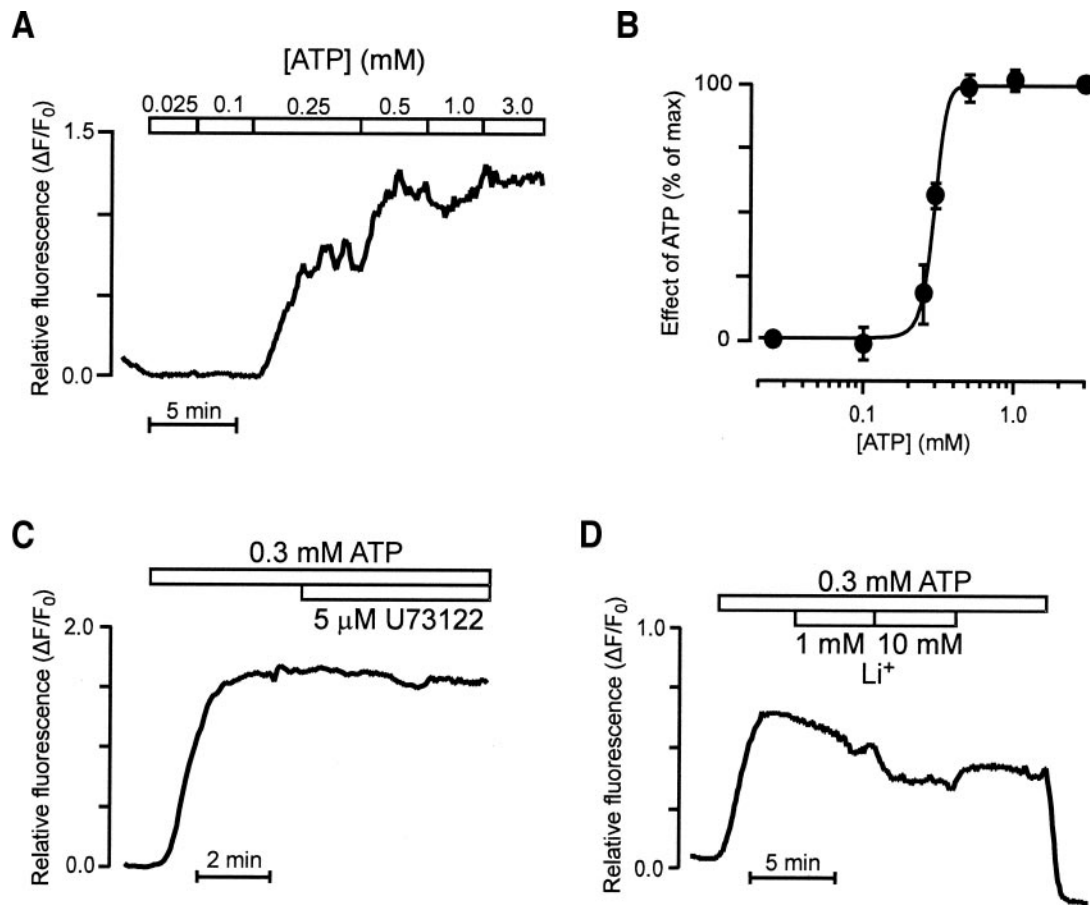 A
[ATP] (mM)
0.025 0.1 0.25 0.5 1.0 3.0
1.5
0.0
Relative fluorescence (ΔF/F₀)
5 min
B
100
0
Effect of ATP (% of max)
0.1 1.0
[ATP] (mM)
C
0.3 mM ATP
5 μM U73122
2.0
0.0
Relative fluorescence (ΔF/F₀)
2 min
D
0.3 mM ATP
1 mM 10 mM
Li⁺
1.0
0.0
Relative fluorescence (ΔF/F₀)
5 min